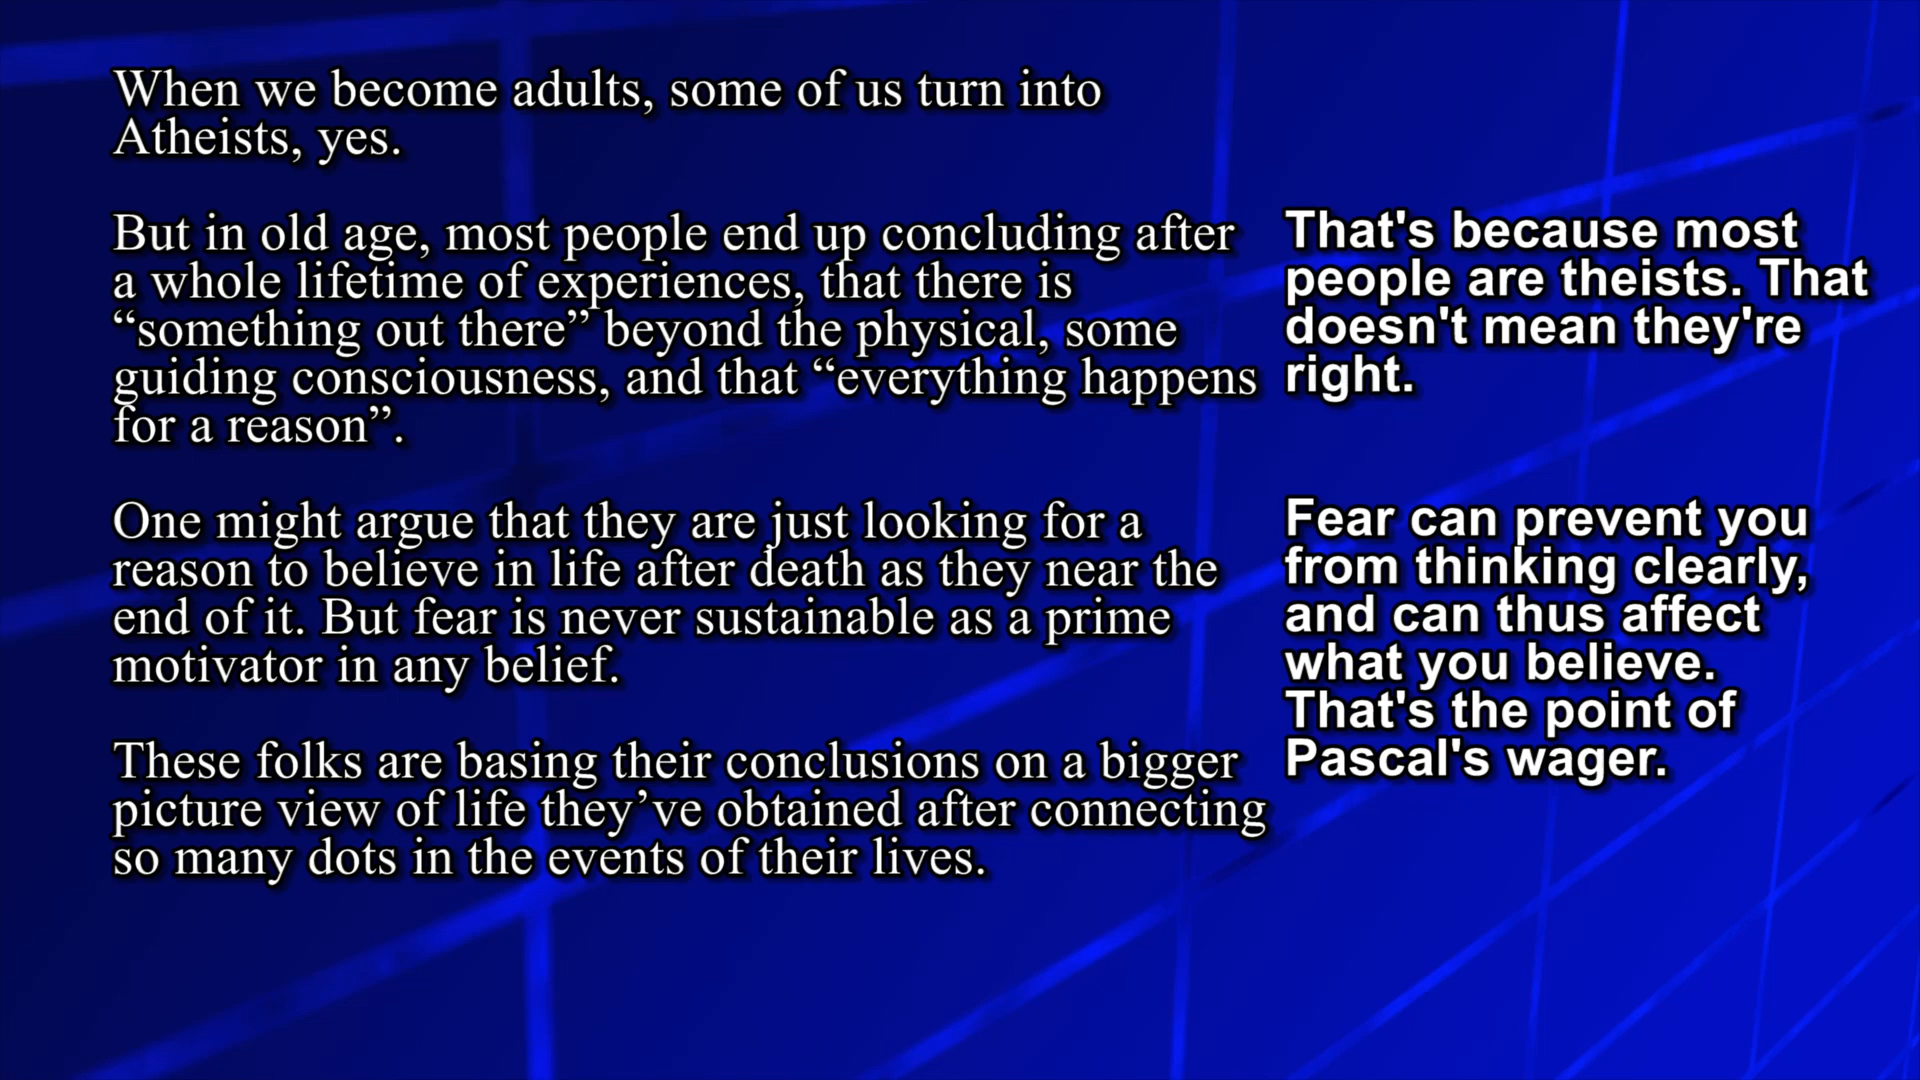 When we become adults, some of us turn into
Atheists, yes.
But in old age, most people end up concluding after
a whole lifetime of experiences, that there is
“something out there” beyond the physical, some
guiding consciousness, and that “everything happens
for a reason”.
One might argue that they are just looking for a
reason to believe in life after death as they near the
end of it. But fear is never sustainable as a prime
motivator in any belief.
These folks are basing their conclusions on a bigger
picture view of life they’ve obtained after connecting
so many dots in the events of their lives.
That's because most
people are theists. That
doesn't mean they're
right.
Fear can prevent you
from thinking clearly,
and can thus affect
what you believe.
That's the point of
Pascal's wager.